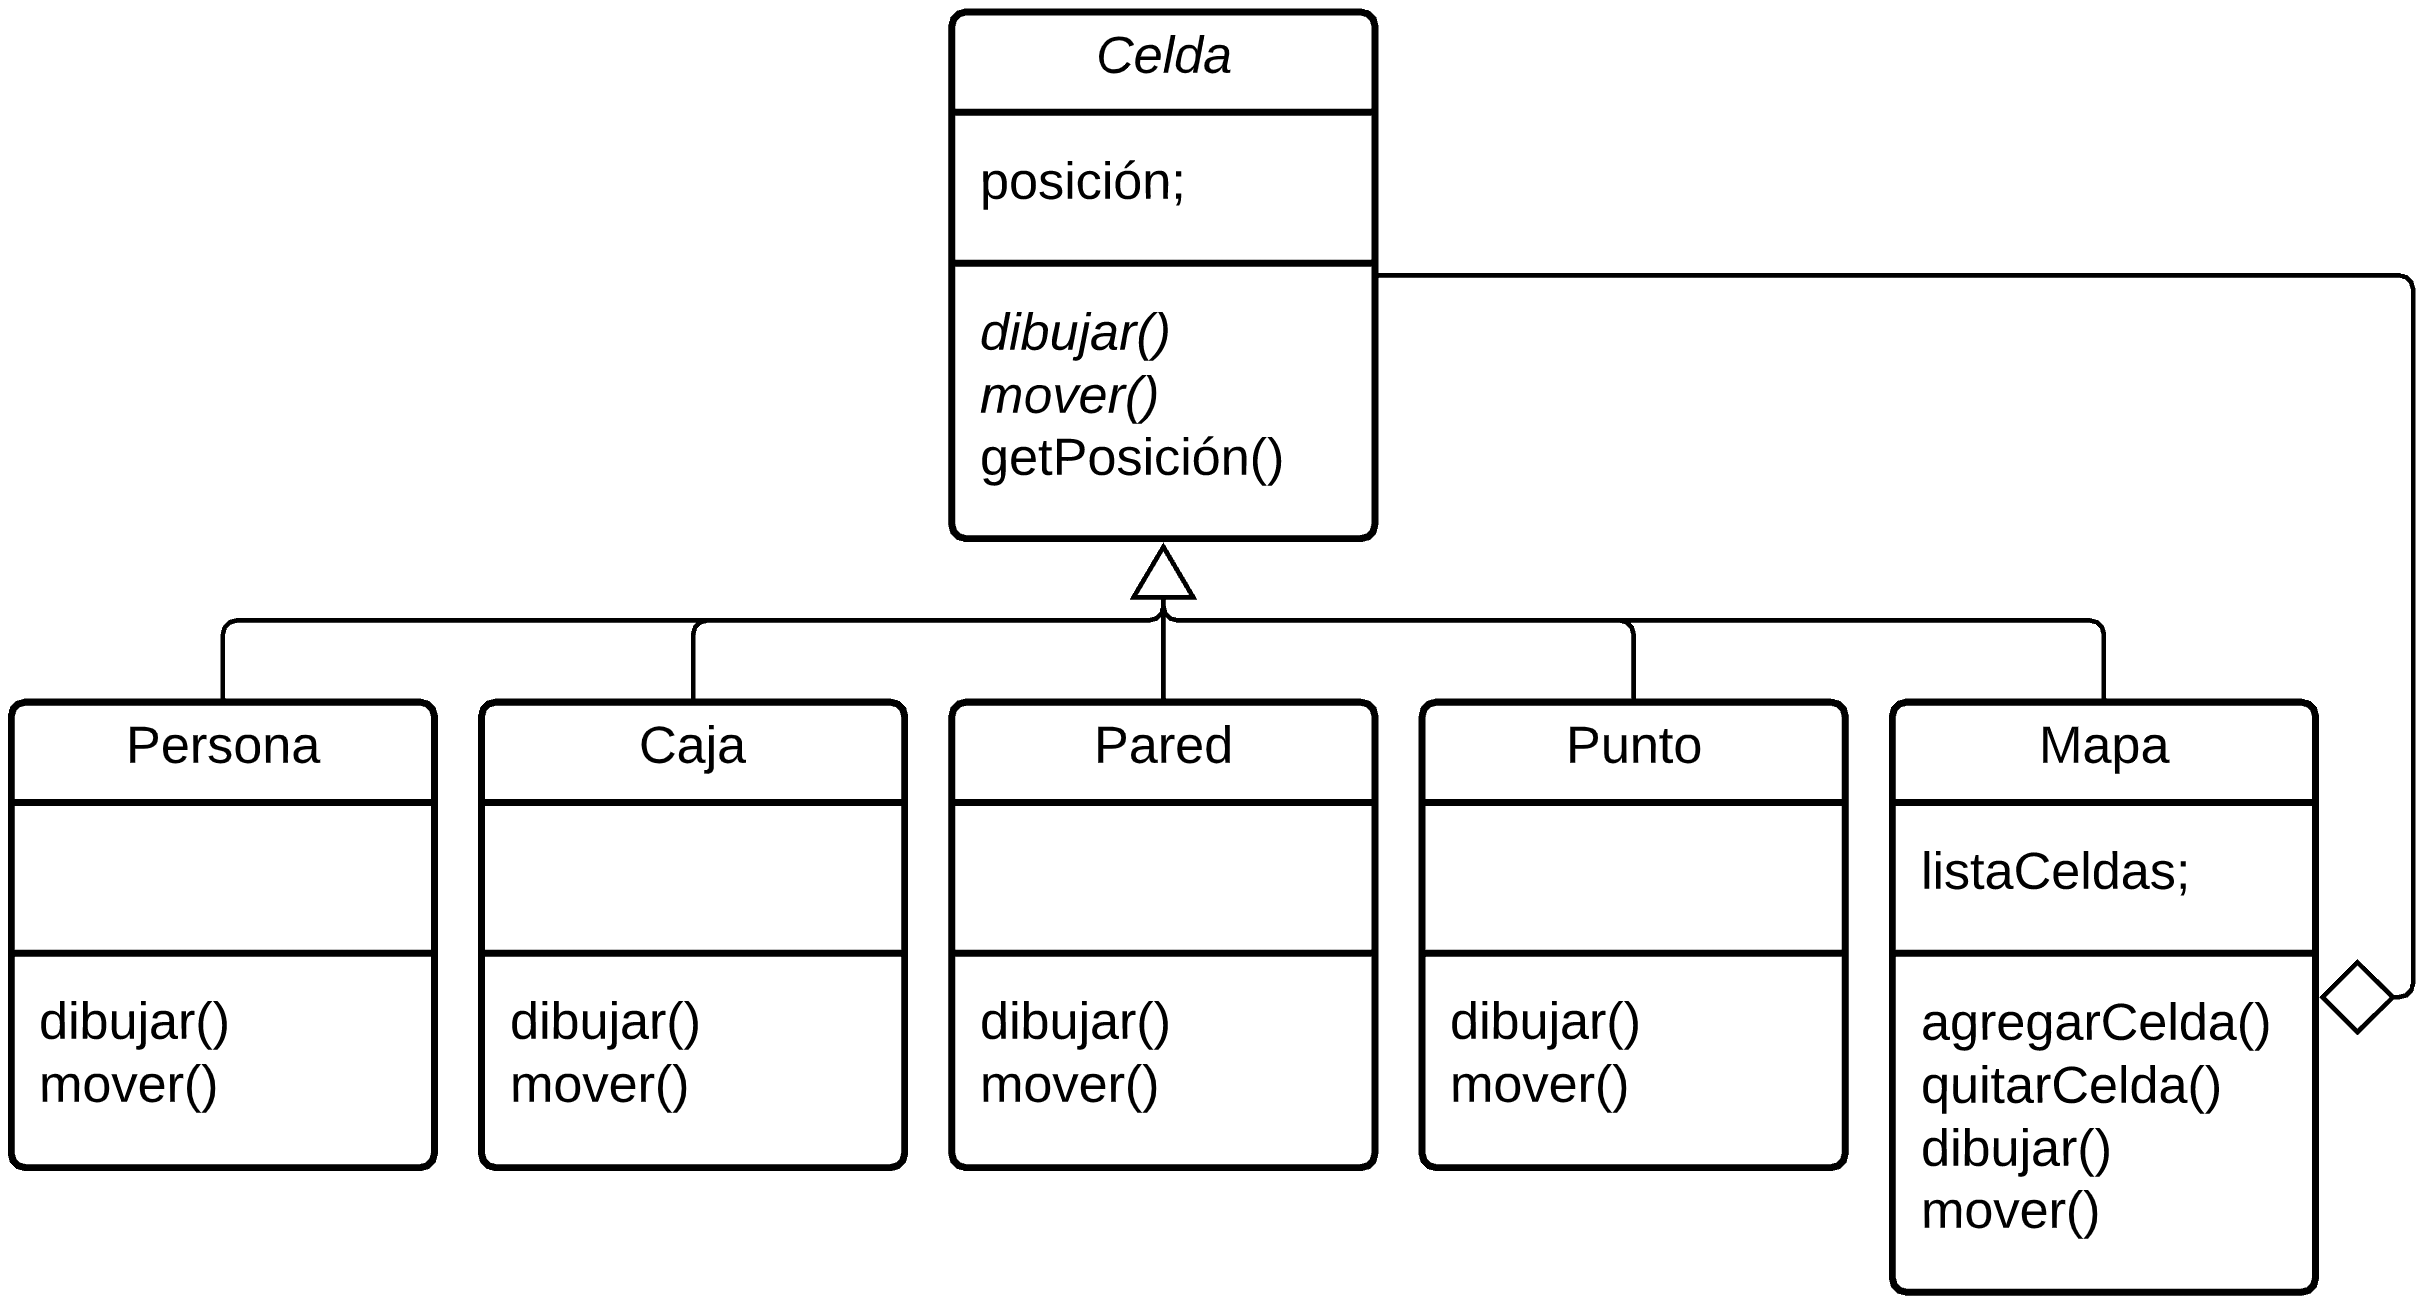 Celda
posición;
dibujar()
mover()
getPosición()
Persona
dibujar()
mover()
Caja
dibujar()
mover()
Pared
dibujar()
mover()
Punto
dibujar()
mover()
Mapa
listaCeldas;
agregarCelda()
quitarCelda()
dibujar()
mover()